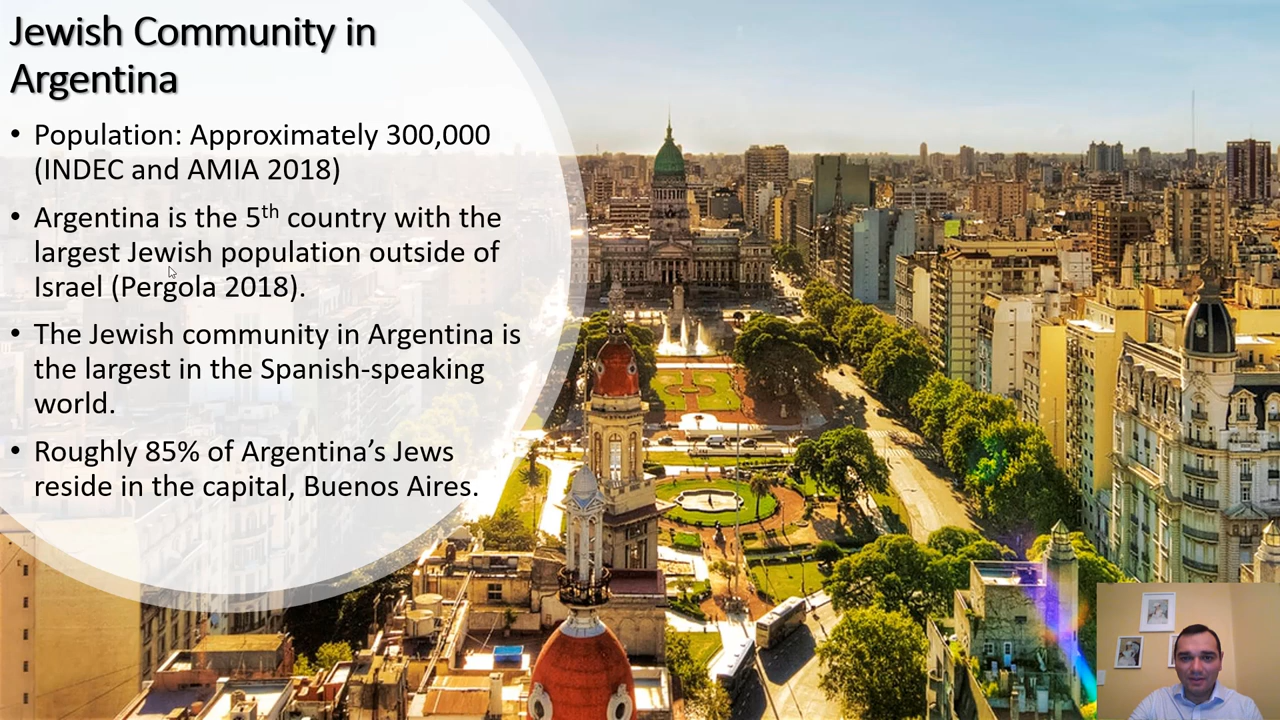 Jewish Community in
Argentina
• Population: Approximately 300,000
(INDEC and AMIA 2018)
• Argentina is the 5th country with the
largest Jewish population outside of
Israel (Pergola 2018).
• The Jewish community in Argentina is
the largest in the Spanish-speaking
world.
• Roughly 85% of Argentina’s Jews
reside in the capital, Buenos Aires.